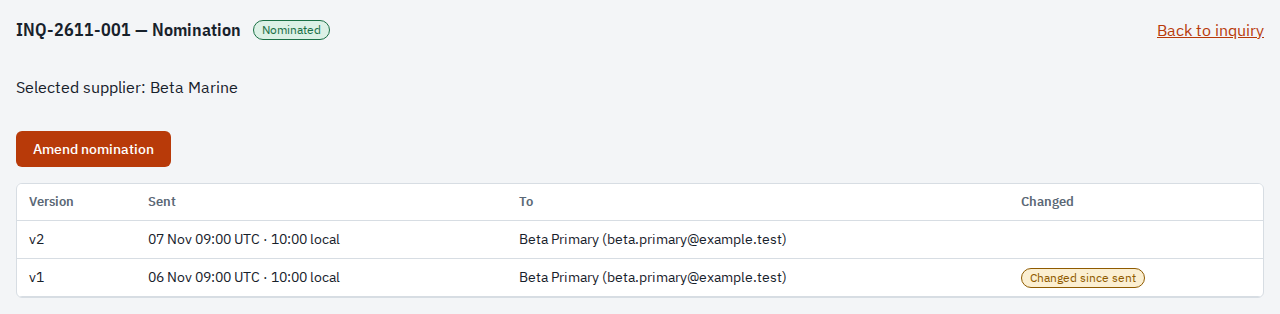 INQ-2611-001 — Nomination Nominated Back to inquiry
Selected supplier: Beta Marine
Amend nomination
Version Sent To Changed
v2 07 Nov 09:00 UTC · 10:00 local Beta Primary (beta.primary@example.test)
v1 06 Nov 09:00 UTC · 10:00 local Beta Primary (beta.primary@example.test) Changed since sent